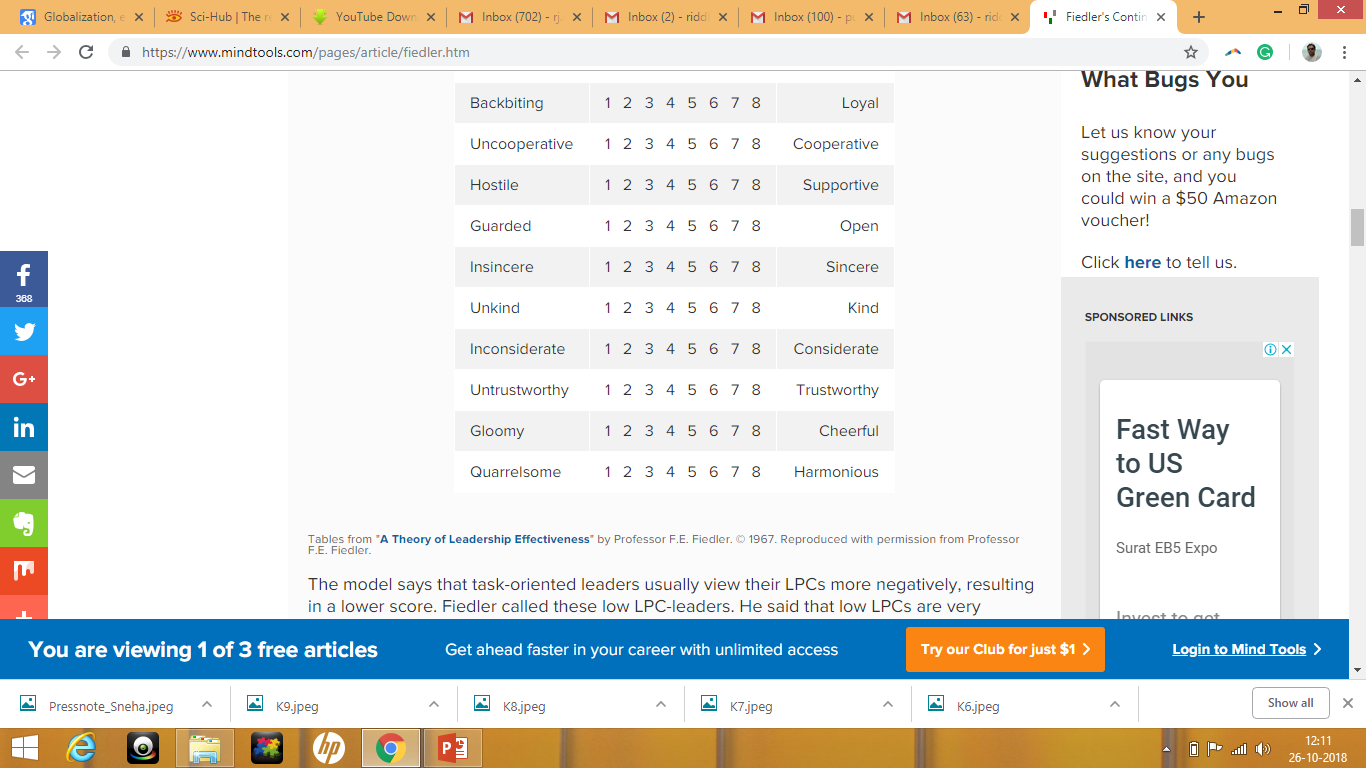 Globalization, e
Sci-Hub | The re
YouTube Down
Inbox (702) - rj
Inbox (2) - riddl
Inbox (100) - p
Inbox (63) - ridd
Fiedler's Contin
https://www.mindtools.com/pages/article/fiedler.htm
Backbiting 1 2 3 4 5 6 7 8 Loyal
Uncooperative 1 2 3 4 5 6 7 8 Cooperative
Hostile 1 2 3 4 5 6 7 8 Supportive
Guarded 1 2 3 4 5 6 7 8 Open
Insincere 1 2 3 4 5 6 7 8 Sincere
Unkind 1 2 3 4 5 6 7 8 Kind
Inconsiderate 1 2 3 4 5 6 7 8 Considerate
Untrustworthy 1 2 3 4 5 6 7 8 Trustworthy
Gloomy 1 2 3 4 5 6 7 8 Cheerful
Quarrelsome 1 2 3 4 5 6 7 8 Harmonious
Tables from "A Theory of Leadership Effectiveness" by Professor F.E. Fiedler. © 1967. Reproduced with permission from Professor
F.E. Fiedler.
The model says that task-oriented leaders usually view their LPCs more negatively, resulting
in a lower score. Fiedler called these low LPC-leaders. He said that low LPCs are very
What Bugs You
Let us know your
suggestions or any bugs
on the site, and you
could win a $50 Amazon
voucher!
Click here to tell us.
SPONSORED LINKS
Fast Way
to US
Green Card
Surat EB5 Expo
Invest to get
368
G+
in
You are viewing 1 of 3 free articles
Get ahead faster in your career with unlimited access
Try our Club for just $1
Login to Mind Tools
Pressnote_Sneha.jpeg
K9.jpeg
K8.jpeg
K7.jpeg
K6.jpeg
Show all
hp
12:11
26-10-2018